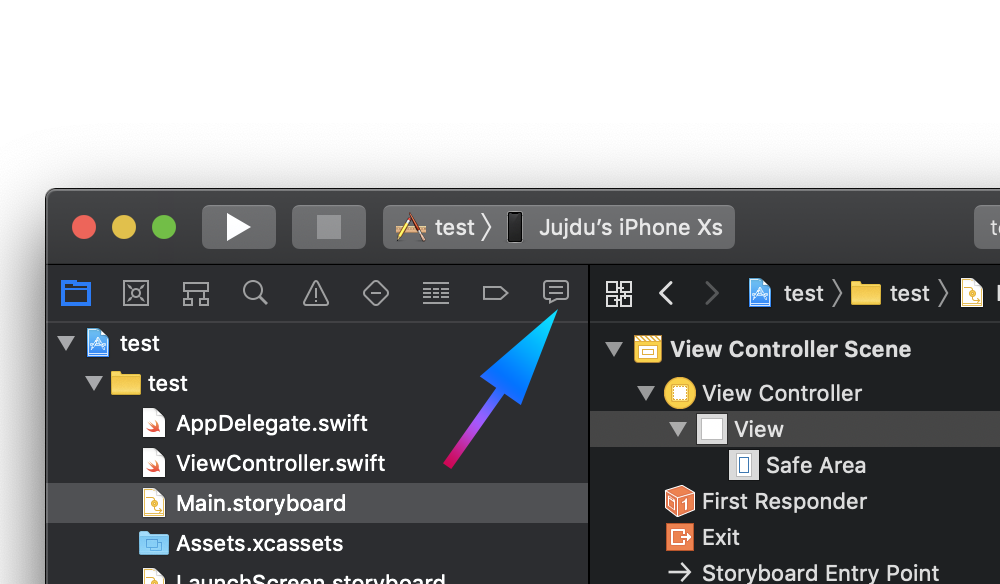 test
Jujdu’s iPhone Xs
test
test
test
test
View Controller Scene
View Controller
AppDelegate.swift
View
ViewController.swift
Safe Area
Main.storyboard
First Responder
Assets.xcassets
Exit
LaunchScreen.storyboard
Storyboard Entry Point